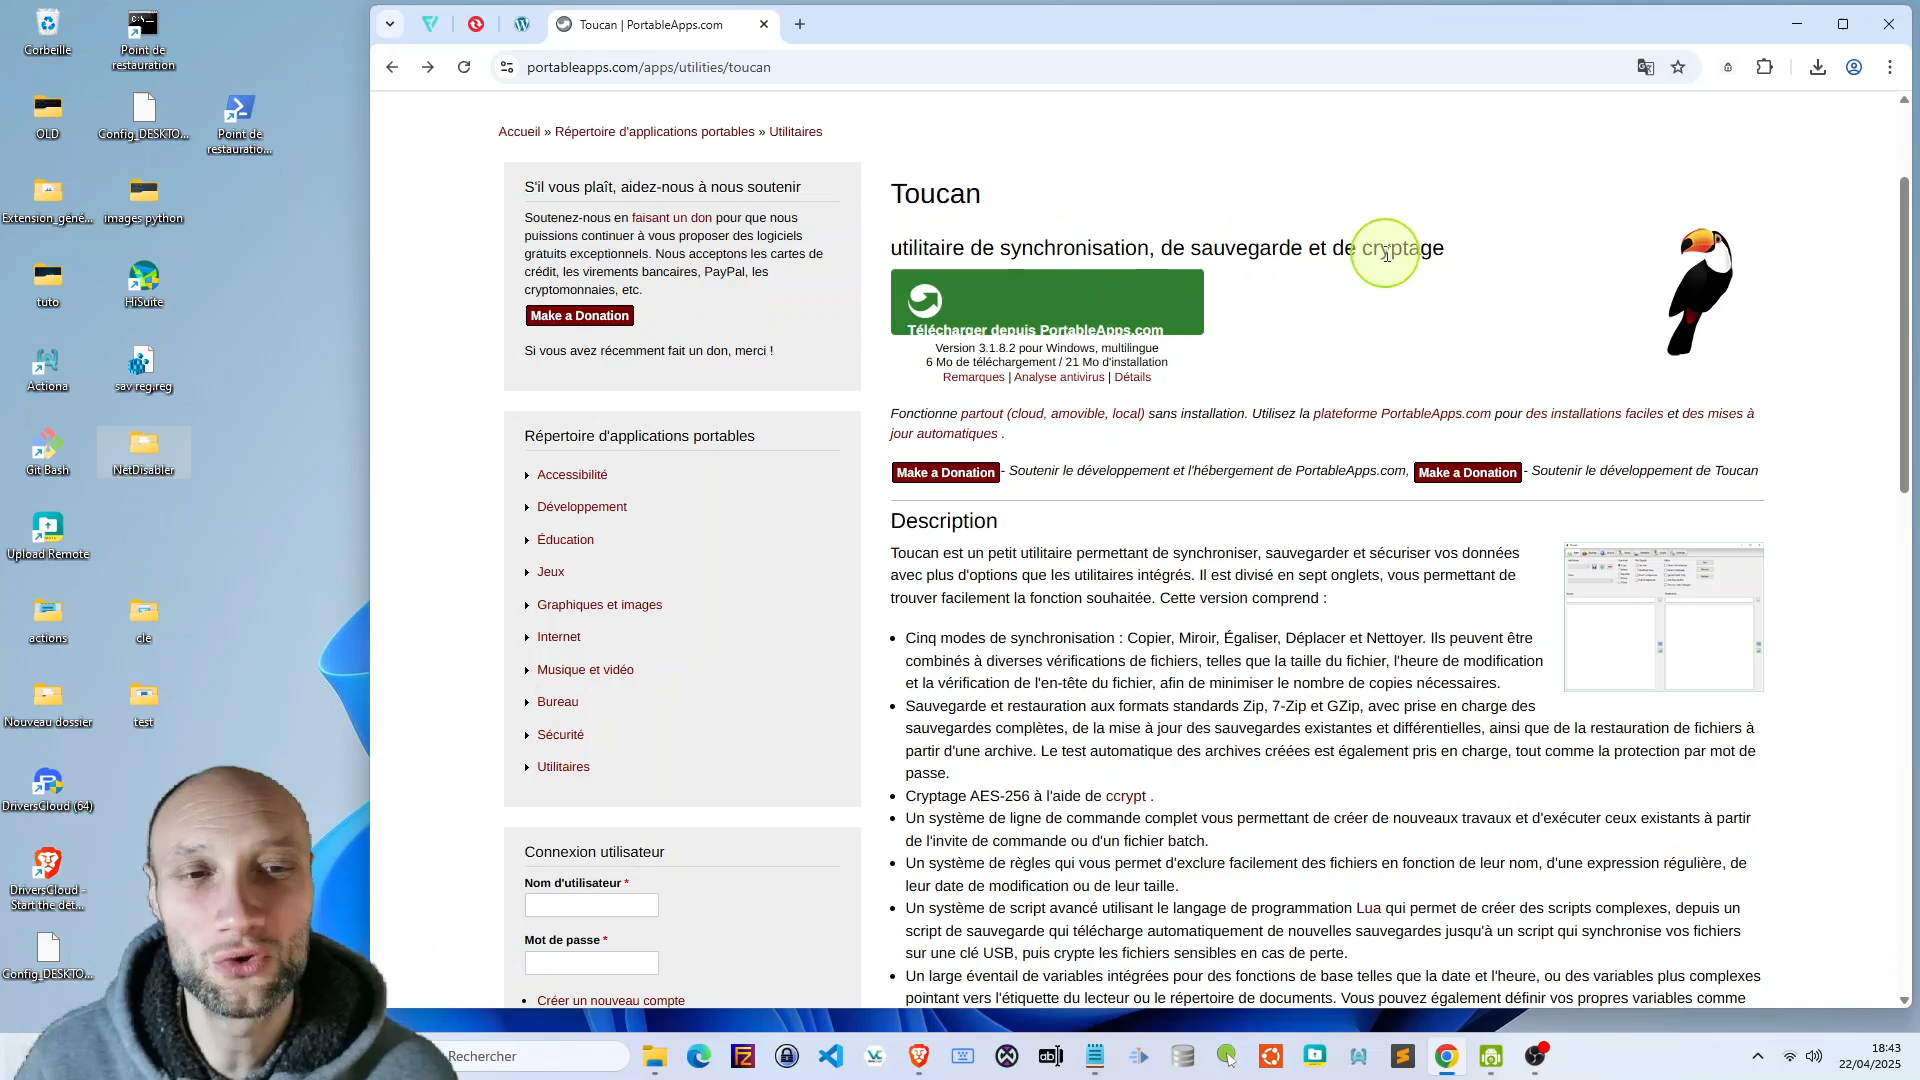 Corbeille
Point de
restauration
OLD
Config_DESKTO...
Point de
restauratio...
Extension_géné...
images python
tuto
HiSuite
Actiona
sav reg.reg
Git Bash
NetDisabler
Upload Remote
actions
cle
Nouveau dossier
test
DriversCloud (64)
DriversCloud -
Start the det...
Config_DESKTO...
Toucan | PortableApps.com
portableapps.com/apps/utilities/toucan
Accueil » Répertoire d'applications portables » Utilitaires
S'il vous plaît, aidez-nous à nous soutenir
Soutenez-nous en faisant un don pour que nous
puissions continuer à vous proposer des logiciels
gratuits exceptionnels. Nous acceptons les cartes de
crédit, les virements bancaires, PayPal, les
cryptomonnaies, etc.
Make a Donation
Si vous avez récemment fait un don, merci !
Répertoire d'applications portables
Accessibilité
Développement
Éducation
Jeux
Graphiques et images
Internet
Musique et vidéo
Bureau
Sécurité
Utilitaires
Connexion utilisateur
Nom d'utilisateur *
Mot de passe *
Créer un nouveau compte
Toucan
utilitaire de synchronisation, de sauvegarde et de cryptage
Télécharger depuis PortableApps.com
Version 3.1.8.2 pour Windows, multilingue
6 Mo de téléchargement / 21 Mo d'installation
Remarques | Analyse antivirus | Détails
Fonctionne partout (cloud, amovible, local) sans installation. Utilisez la plateforme PortableApps.com pour des installations faciles et des mises à
jour automatiques .
Make a Donation - Soutenir le développement et l'hébergement de PortableApps.com, Make a Donation - Soutenir le développement de Toucan
Description
Toucan est un petit utilitaire permettant de synchroniser, sauvegarder et sécuriser vos données
avec plus d'options que les utilitaires intégrés. Il est divisé en sept onglets, vous permettant de
trouver facilement la fonction souhaitée. Cette version comprend :
Cinq modes de synchronisation : Copier, Miroir, Égaliser, Déplacer et Nettoyer. Ils peuvent être
combinés à diverses vérifications de fichiers, telles que la taille du fichier, l'heure de modification
et la vérification de l'en-tête du fichier, afin de minimiser le nombre de copies nécessaires.
Sauvegarde et restauration aux formats standards Zip, 7-Zip et GZip, avec prise en charge des
sauvegardes complètes, de la mise à jour des sauvegardes existantes et différentielles, ainsi que de la restauration de fichiers à
partir d'une archive. Le test automatique des archives créées est également pris en charge, tout comme la protection par mot de
passe.
Cryptage AES-256 à l'aide de ccrypt .
Un système de ligne de commande complet vous permettant de créer de nouveaux travaux et d'exécuter ceux existants à partir
de l'invite de commande ou d'un fichier batch.
Un système de règles qui vous permet d'exclure facilement des fichiers en fonction de leur nom, d'une expression régulière, de
leur date de modification ou de leur taille.
Un système de script avancé utilisant le langage de programmation Lua qui permet de créer des scripts complexes, depuis un
script de sauvegarde qui télécharge automatiquement de nouvelles sauvegardes jusqu'à un script qui synchronise vos fichiers
sur une clé USB, puis crypte les fichiers sensibles en cas de perte.
Un large éventail de variables intégrées pour des fonctions de base telles que la date et l'heure, ou des variables plus complexes
pointant vers l'étiquette du lecteur ou le répertoire de documents. Vous pouvez également définir vos propres variables comme
Rechercher
18:43
22/04/2025